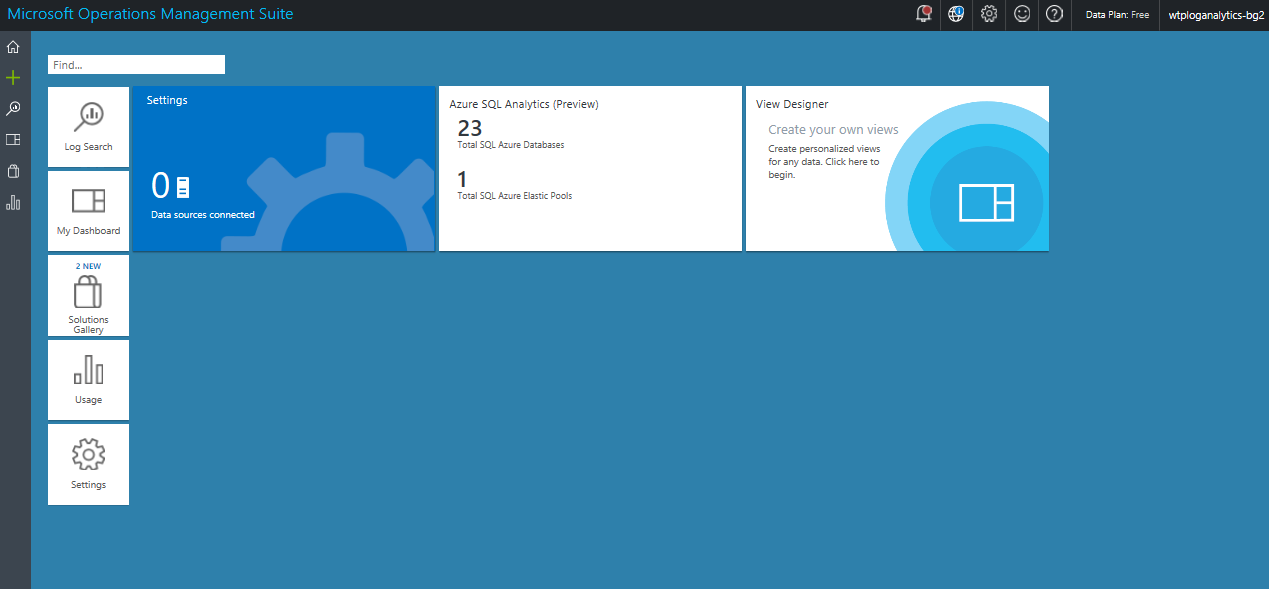 Microsoft Operations Management Suite
Data Plan: Free
wtploganalytics-bg2
Find...
Log Search
My Dashboard
2 NEW
Solutions
Gallery
Usage
Settings
Settings
0
Data sources connected
Azure SQL Analytics (Preview)
23
Total SQL Azure Databases
1
Total SQL Azure Elastic Pools
View Designer
Create your own views
Create personalized views
for any data. Click here to
begin.